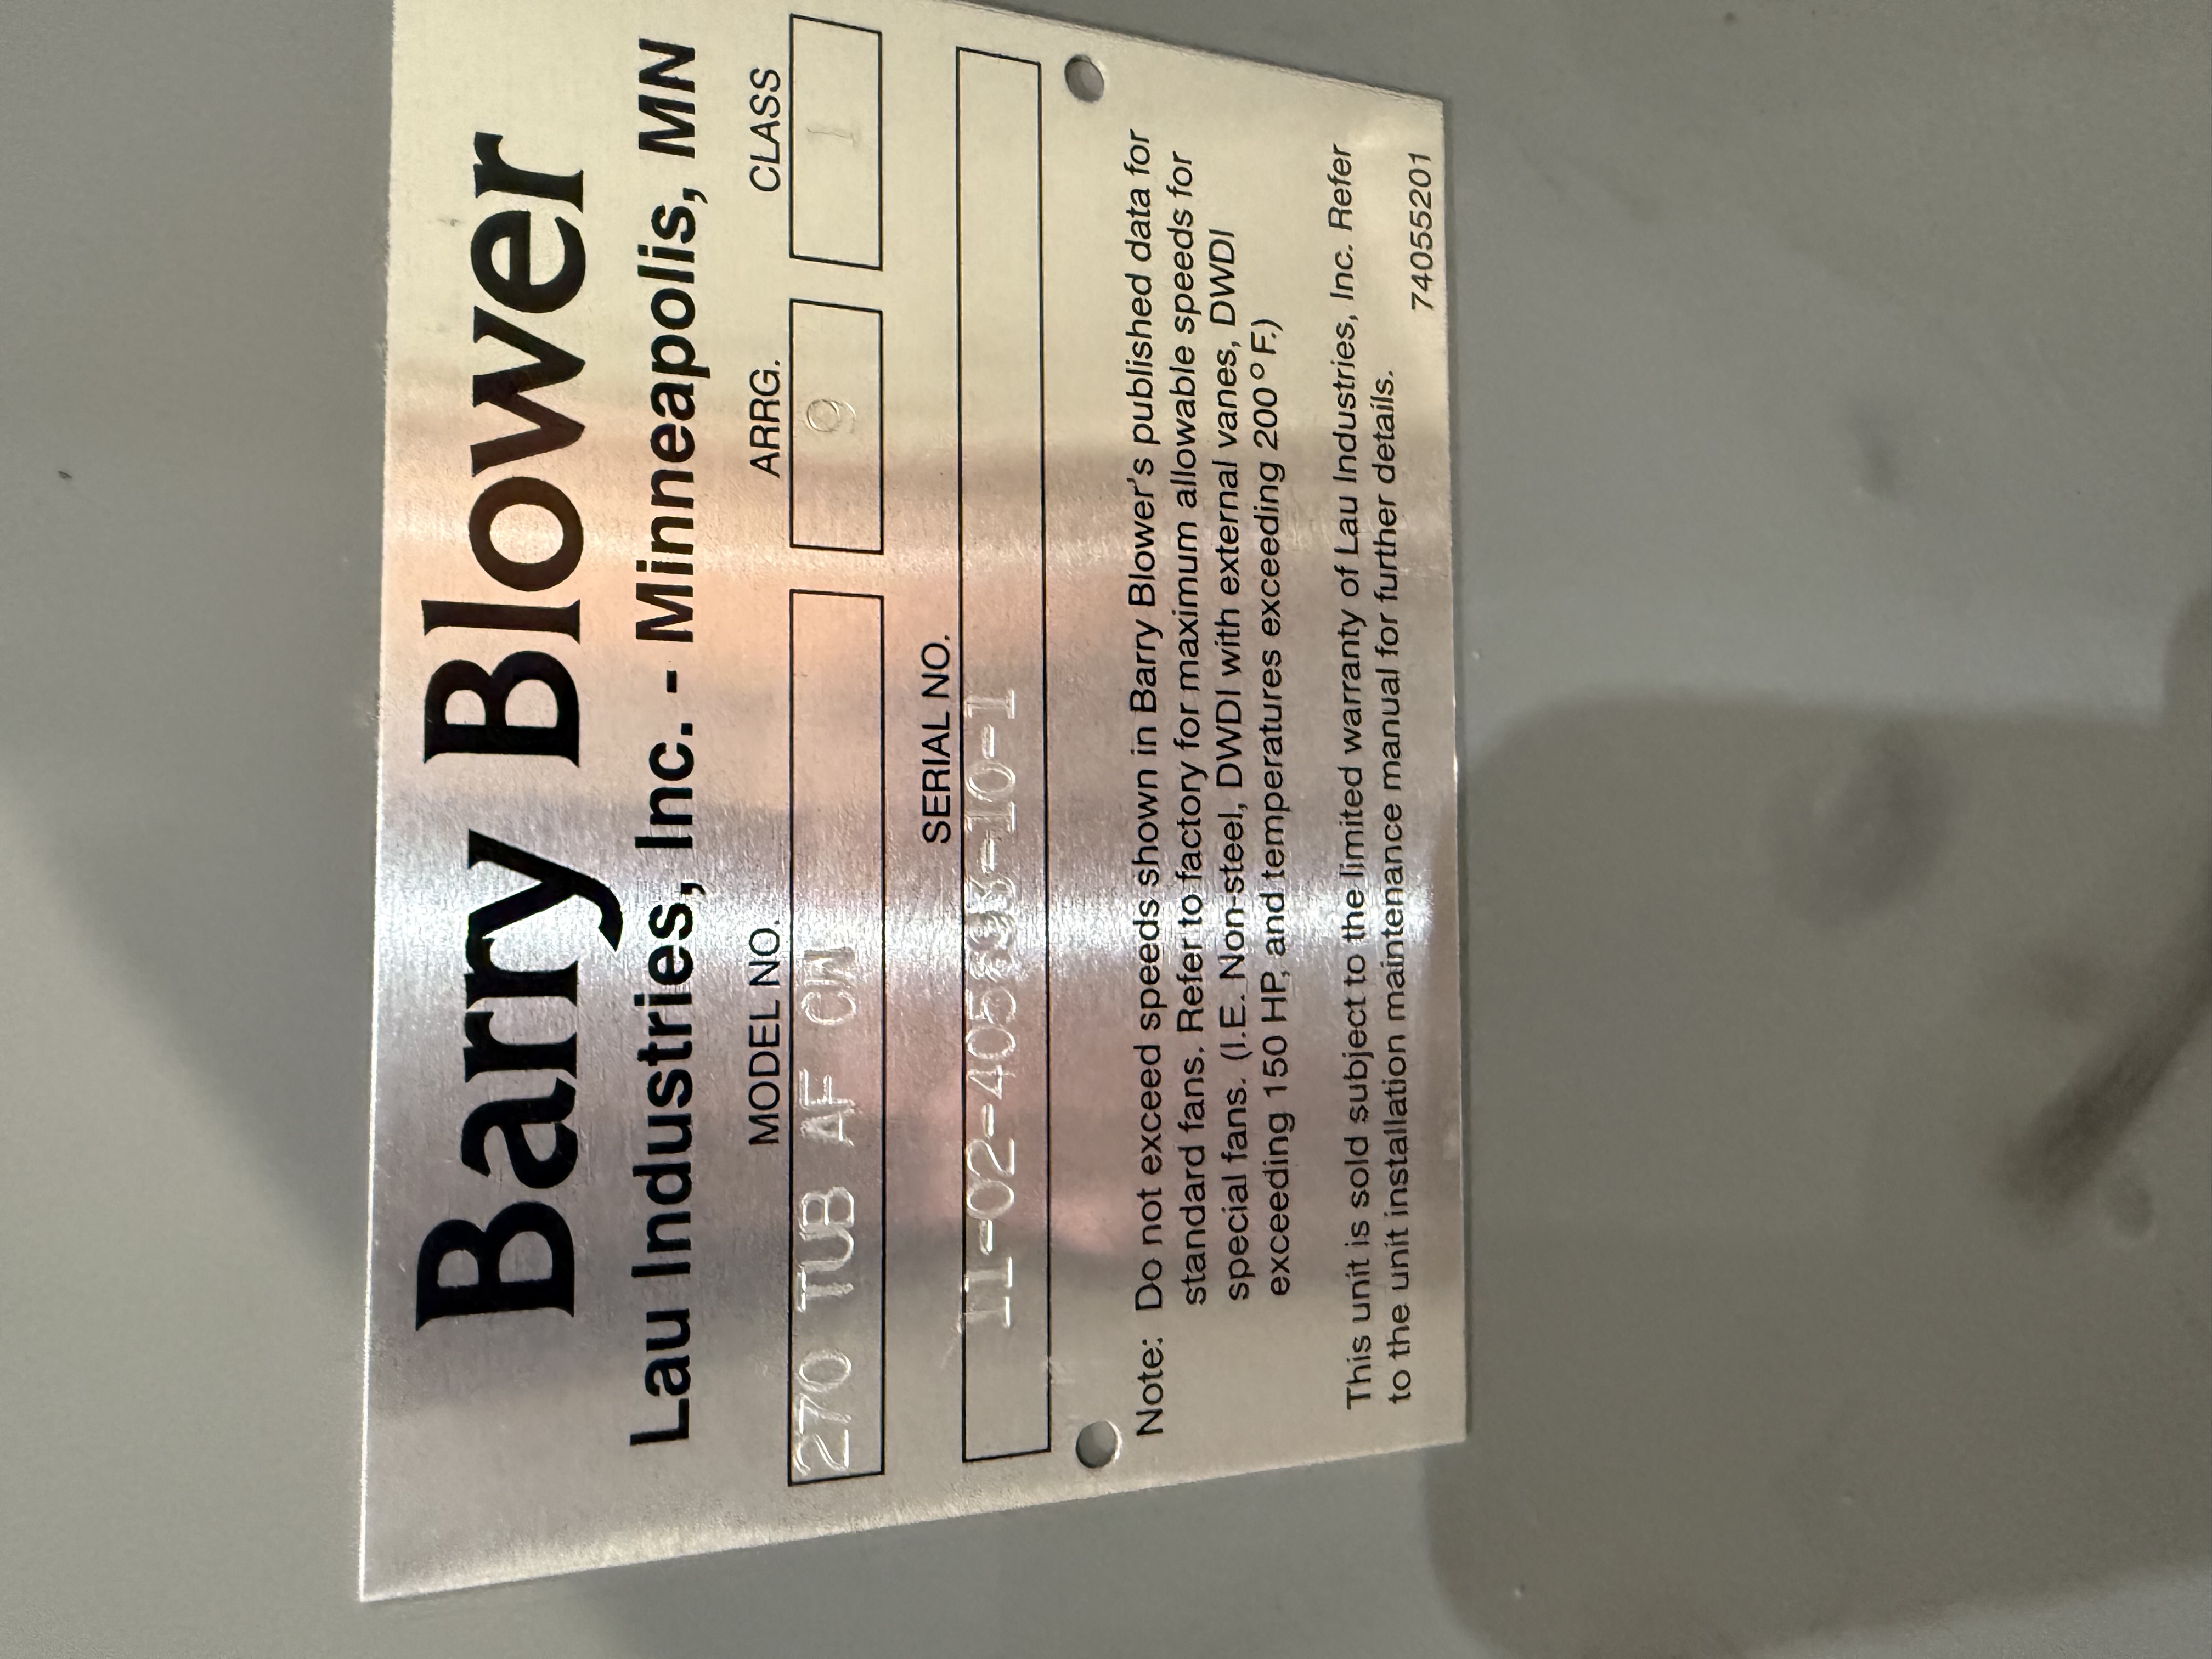 Barry Blower
Lau Industries, Inc. - Minneapolis, MN
MODEL NO. ARRG. CLASS
270 TUB AF CW 9 1
SERIAL NO.
Note: Do not exceed speeds shown in Barry Blower's published data for
standard fans. Refer to factory for maximum allowable speeds for
special fans. (I.E. Non-steel, DWDI with external vanes, DWDI
exceeding 150 HP, and temperatures exceeding 200°F.)
This unit is sold subject to the limited warranty of Lau Industries, Inc. Refer
to the unit installation maintenance manual for further details.
74055201